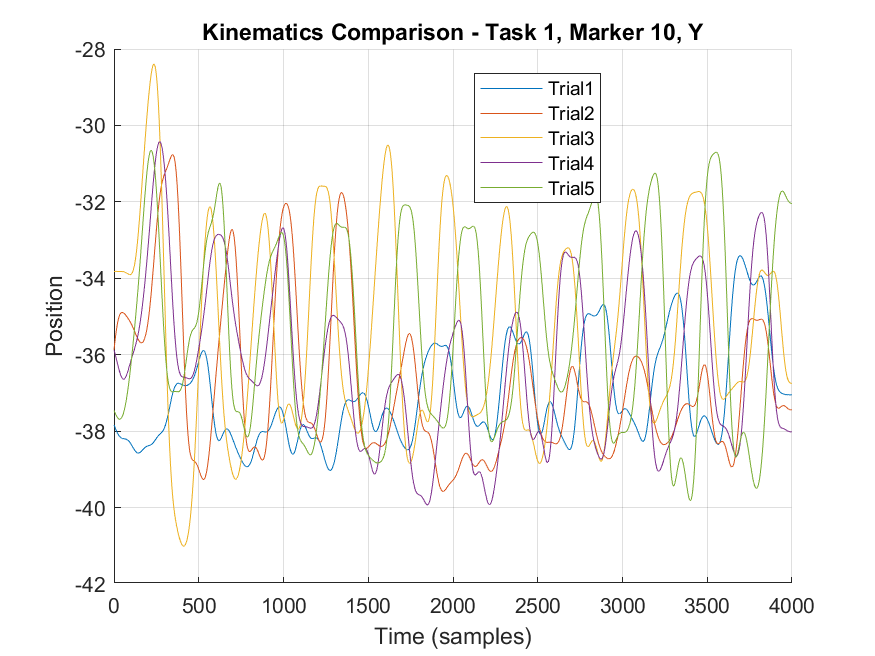 Kinematics Comparison - Task 1, Marker 10, Y
-28
-30
-32
-34
-36
-38
-40
-42
Position
Trial1
Trial2
Trial3
Trial4
Trial5
0 500 1000 1500 2000 2500 3000 3500 4000
Time (samples)